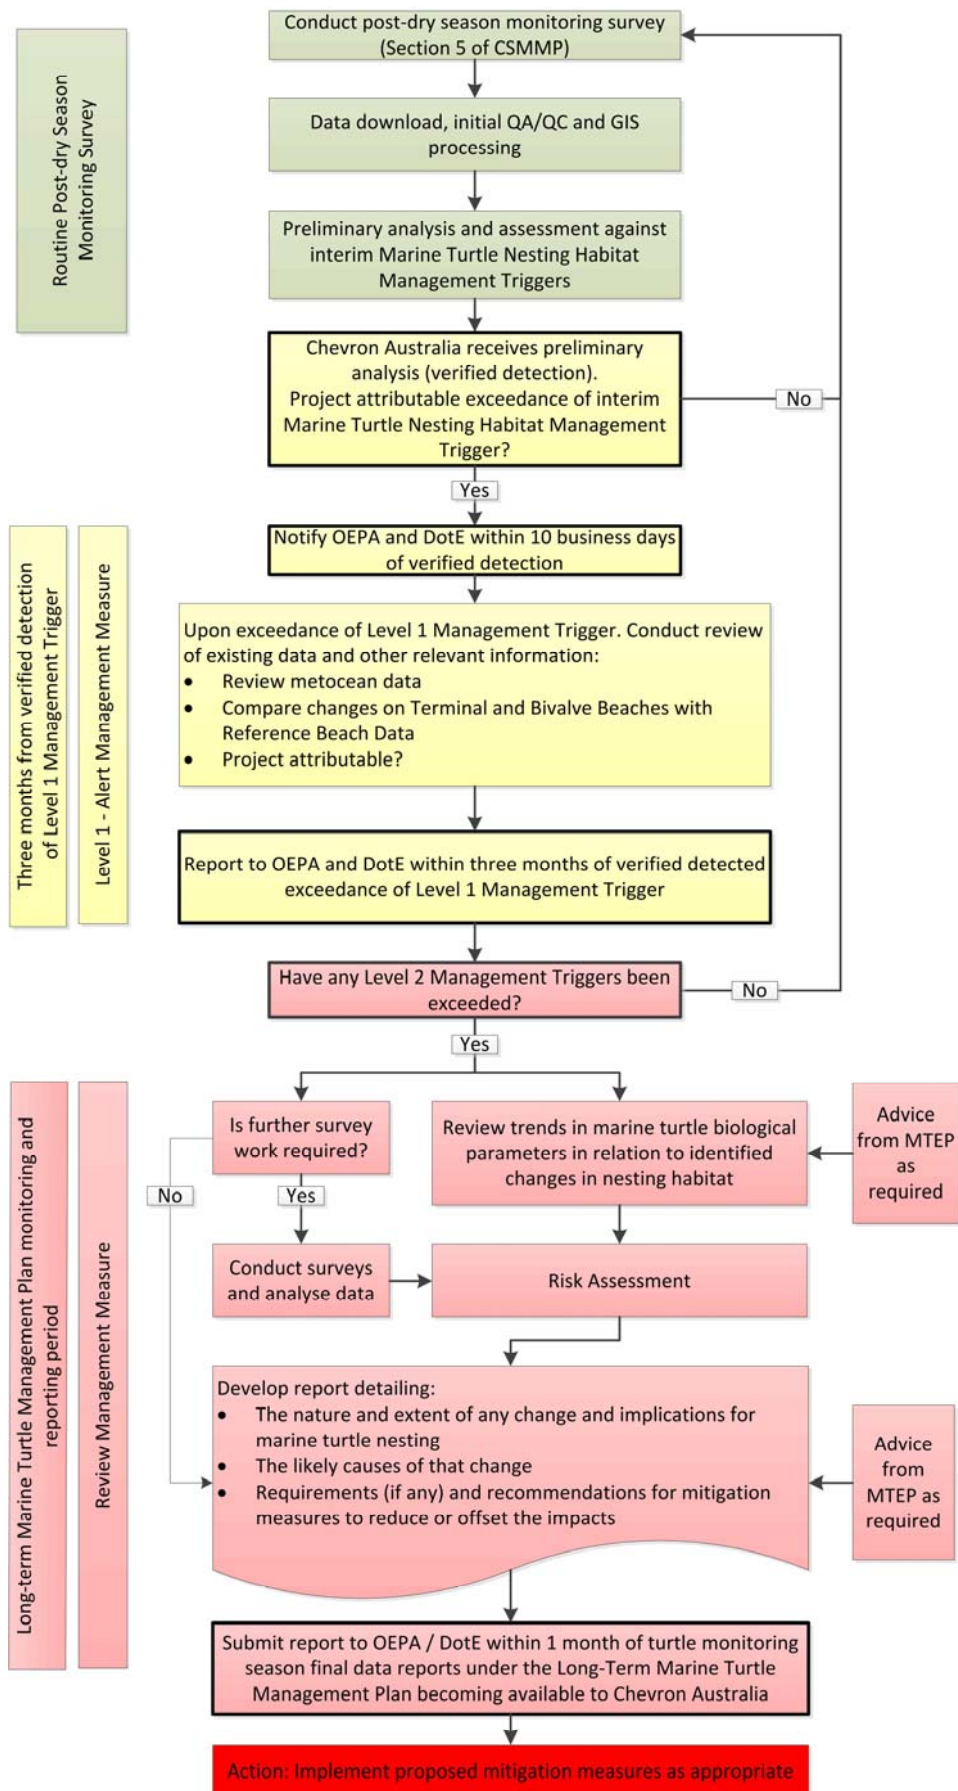 Conduct post-dry season monitoring survey
(Section 5 of CSMMP)
Routine Post-dry Season
Monitoring Survey
Data download, initial QA/QC and GIS
processing
Preliminary analysis and assessment against
interim Marine Turtle Nesting Habitat
Management Triggers
Chevron Australia receives preliminary
analysis (verified detection).
Project attributable exceedance of interim
Marine Turtle Nesting Habitat Management
Trigger?
No
Yes
Three months from verified detection
of Level 1 Management Trigger
Level 1 - Alert Management Measure
Notify OEPA and DotE within 10 business days
of verified detection
Upon exceedance of Level 1 Management Trigger. Conduct review
of existing data and other relevant information:
• Review metocean data
• Compare changes on Terminal and Bivalve Beaches with
Reference Beach Data
• Project attributable?
Report to OEPA and DotE within three months of verified detected
exceedance of Level 1 Management Trigger
Have any Level 2 Management Triggers been
exceeded?
No
Yes
Long-term Marine Turtle Management Plan monitoring and
reporting period
Review Management Measure
Is further survey
work required?
Review trends in marine turtle biological
parameters in relation to identified
changes in nesting habitat
Advice
from MTEP
as
required
No
Yes
Conduct surveys
and analyse data
Risk Assessment
Develop report detailing:
• The nature and extent of any change and implications for
marine turtle nesting
• The likely causes of that change
• Requirements (if any) and recommendations for mitigation
measures to reduce or offset the impacts
Advice
from
MTEP as
required
Submit report to OEPA / DotE within 1 month of turtle monitoring
season final data reports under the Long-Term Marine Turtle
Management Plan becoming available to Chevron Australia
Action: Implement proposed mitigation measures as appropriate